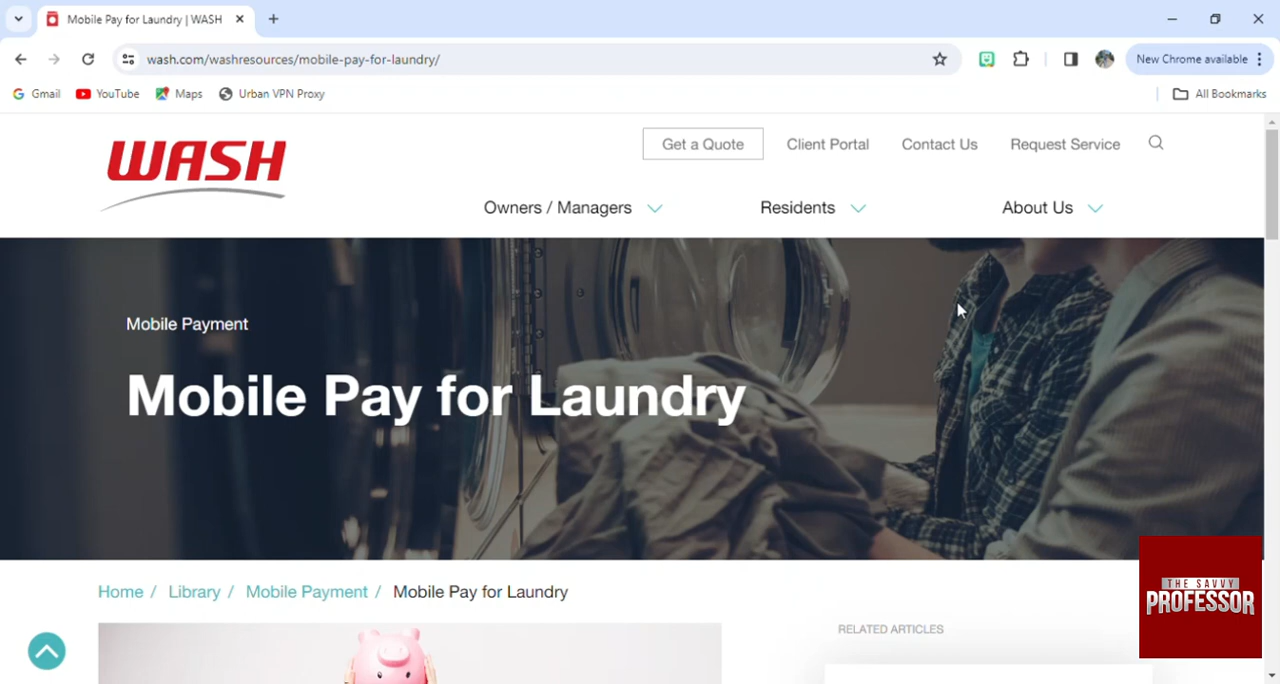 Mobile Pay for Laundry | WASH
wash.com/washresources/mobile-pay-for-laundry/
New Chrome available
Gmail
YouTube
Maps
Urban VPN Proxy
All Bookmarks
WASH
Get a Quote
Client Portal
Contact Us
Request Service
Owners / Managers
Residents
About Us
Mobile Payment
Mobile Pay for Laundry
Home / Library / Mobile Payment / Mobile Pay for Laundry
RELATED ARTICLES
THE SAVVY
PROFESSOR